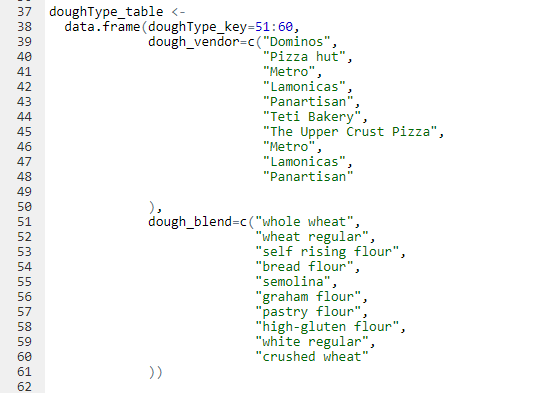 37 doughType_table <-
38   data.frame(doughType_key=51:60,
39              dough_vendor=c("Dominos",
40                             "Pizza hut",
41                             "Metro",
42                             "Lamonicas",
43                             "Panartisan",
44                             "Teti Bakery",
45                             "The Upper Crust Pizza",
46                             "Metro",
47                             "Lamonicas",
48                             "Panartisan"
49
50              ),
51              dough_blend=c("whole wheat",
52                            "wheat regular",
53                            "self rising flour",
54                            "bread flour",
55                            "semolina",
56                            "graham flour",
57                            "pastry flour",
58                            "high-gluten flour",
59                            "white regular",
60                            "crushed wheat"
61              ))
62